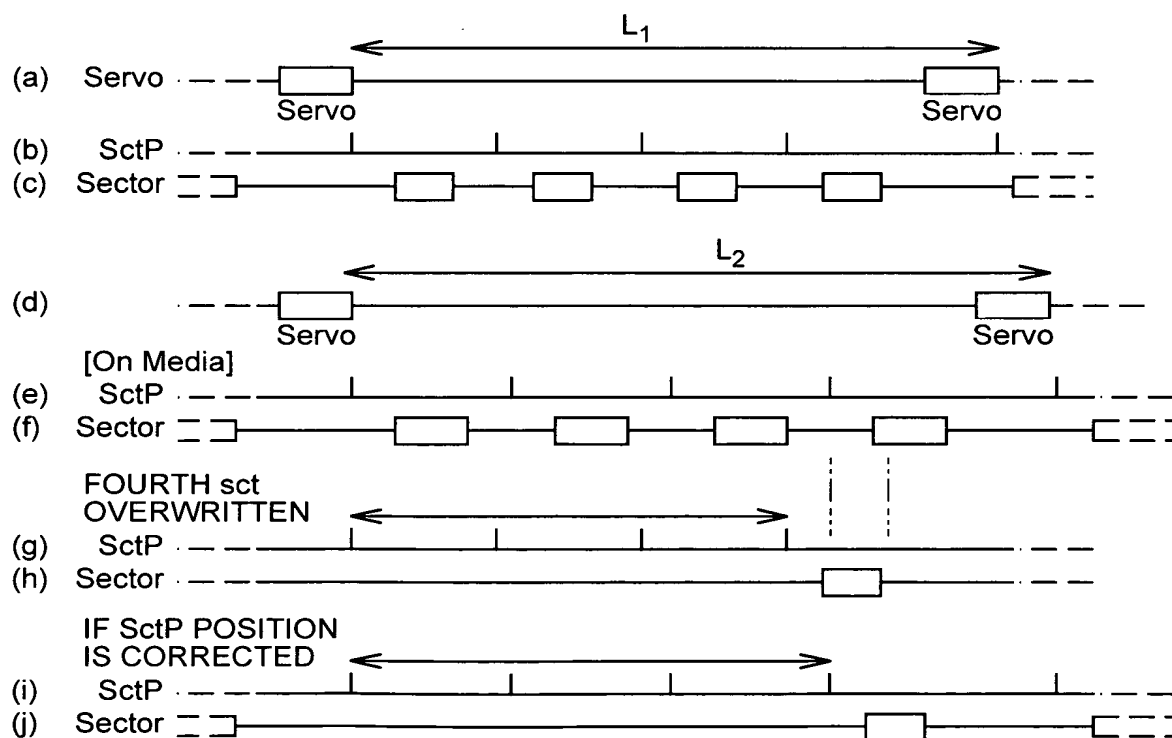 L1
(a) Servo
Servo Servo
(b) SctP
(c) Sector
L2
(d)
Servo Servo
[On Media]
(e) SctP
(f) Sector
FOURTH sct
OVERWRITTEN
(g) SctP
(h) Sector
IF SctP POSITION
IS CORRECTED
(i) SctP
(j) Sector